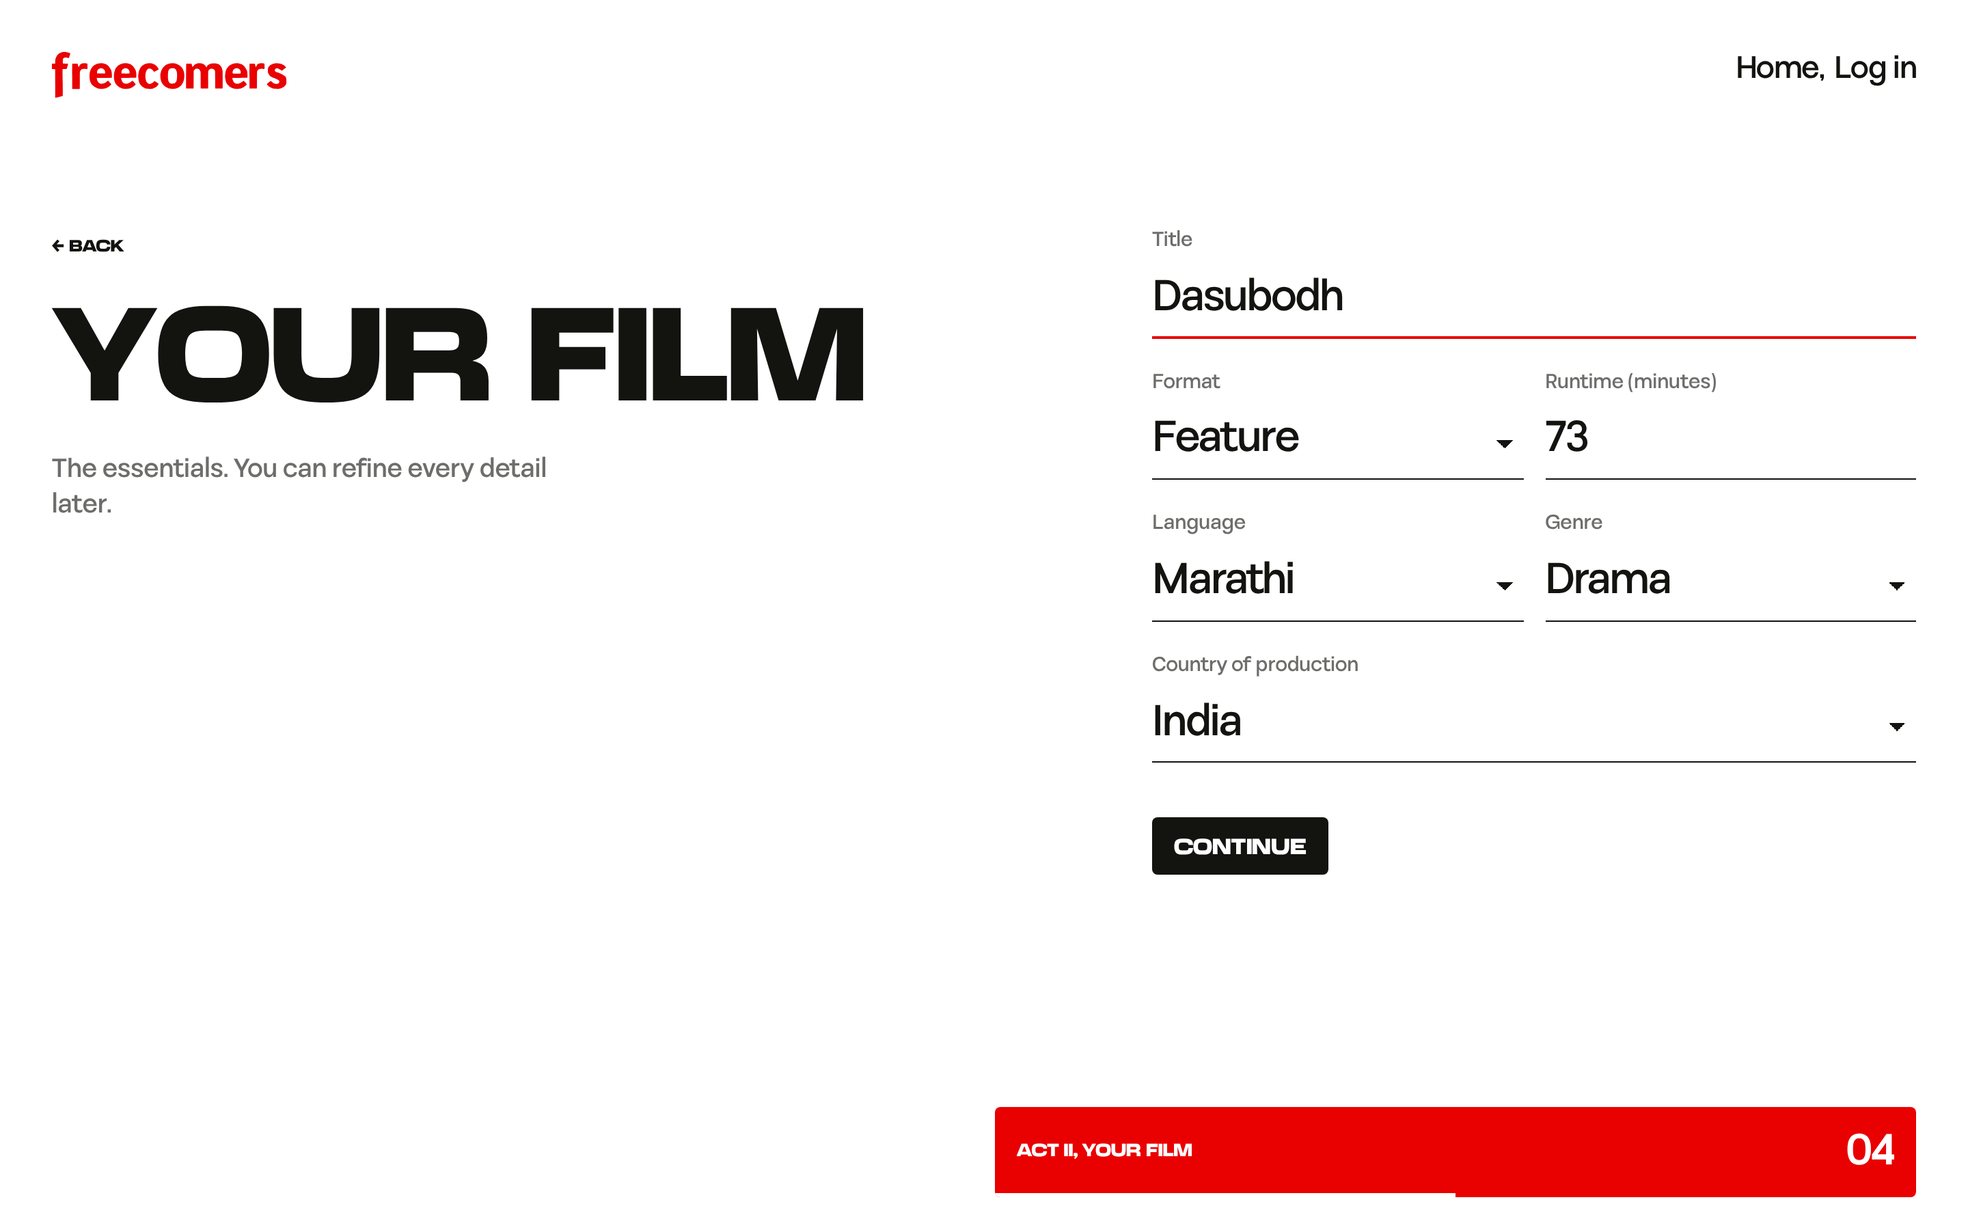 freecomers
Home, Log in
← BACK
YOUR FILM
The essentials. You can refine every detail
later.
Title
Dasubodh
Format
Runtime (minutes)
Feature
73
Language
Genre
Marathi
Drama
Country of production
India
CONTINUE
ACT II, YOUR FILM
04